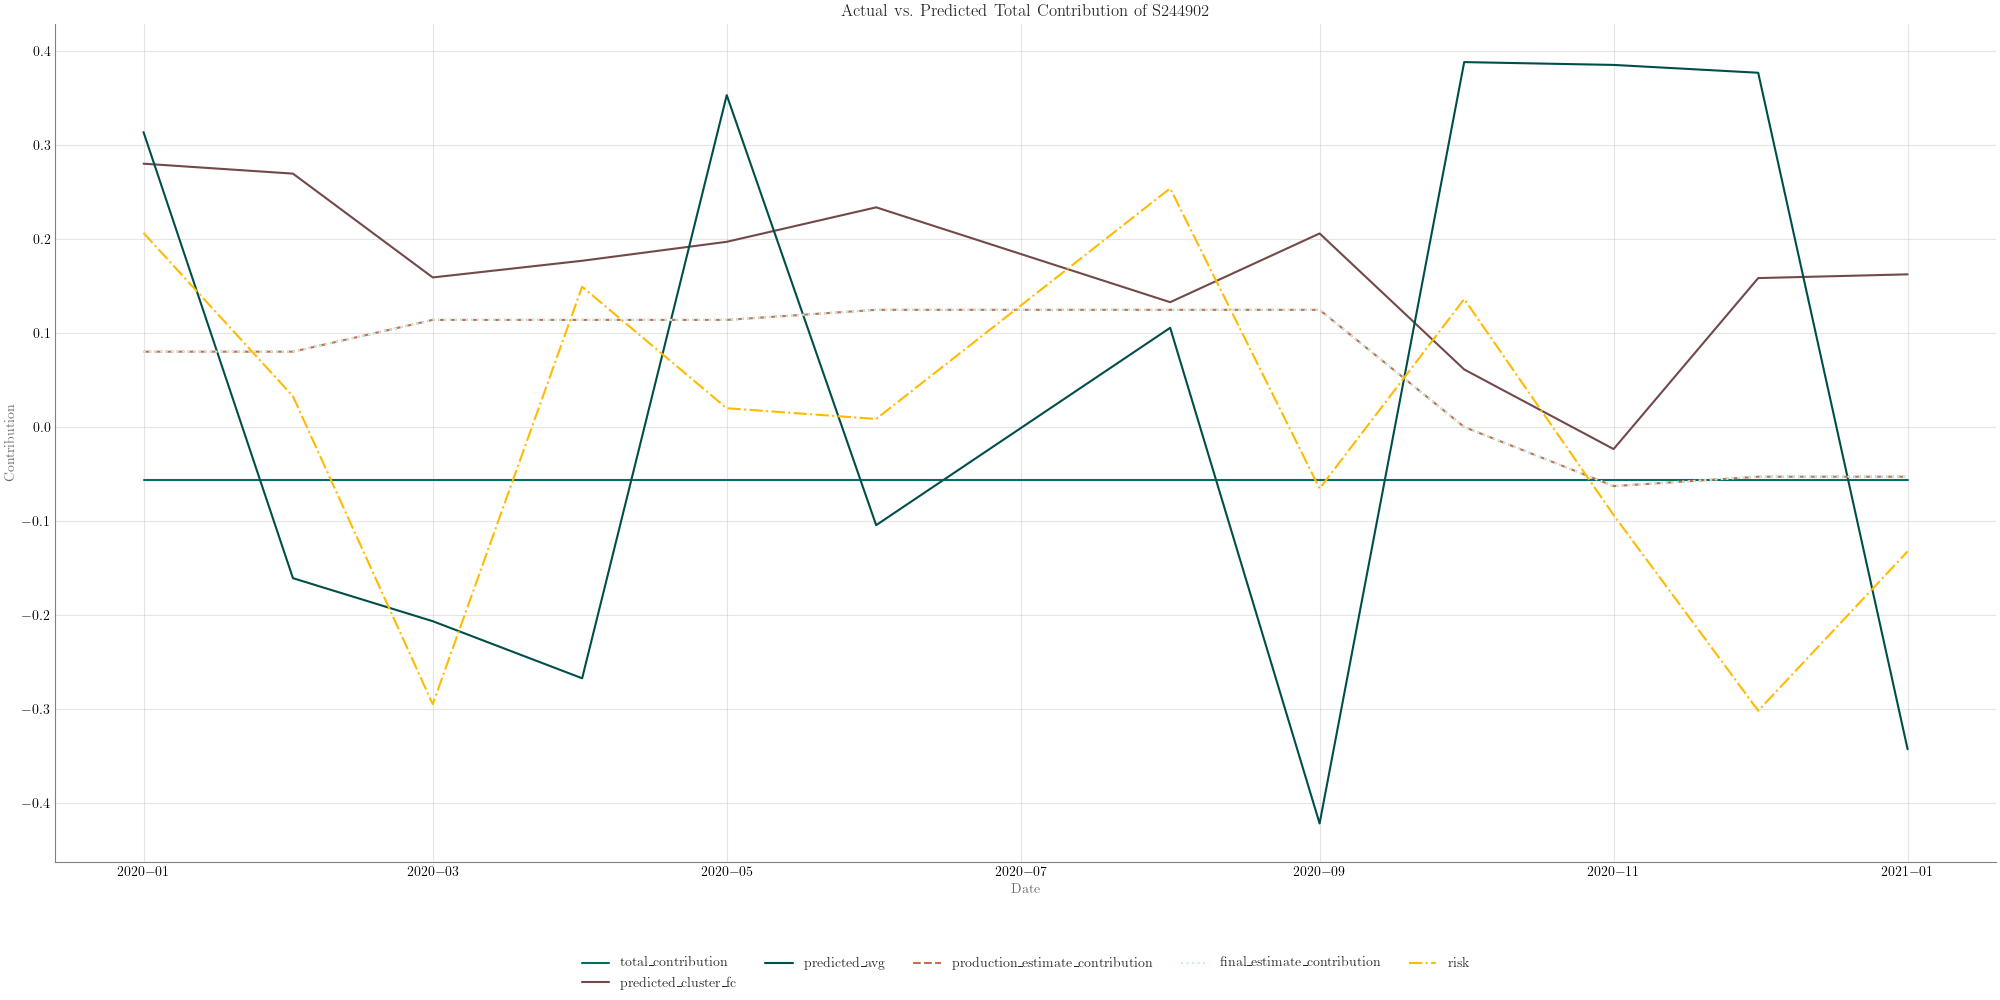 Actual vs. Predicted Total Contribution of S244902
0.4
0.3
0.2
0.1
0.0
−0.1
−0.2
−0.3
−0.4
Contribution
2020−01 2020−03 2020−05 2020−07 2020−09 2020−11 2021−01
Date
total_contribution predicted_avg production_estimate_contribution final_estimate_contribution risk
predicted_cluster_fc